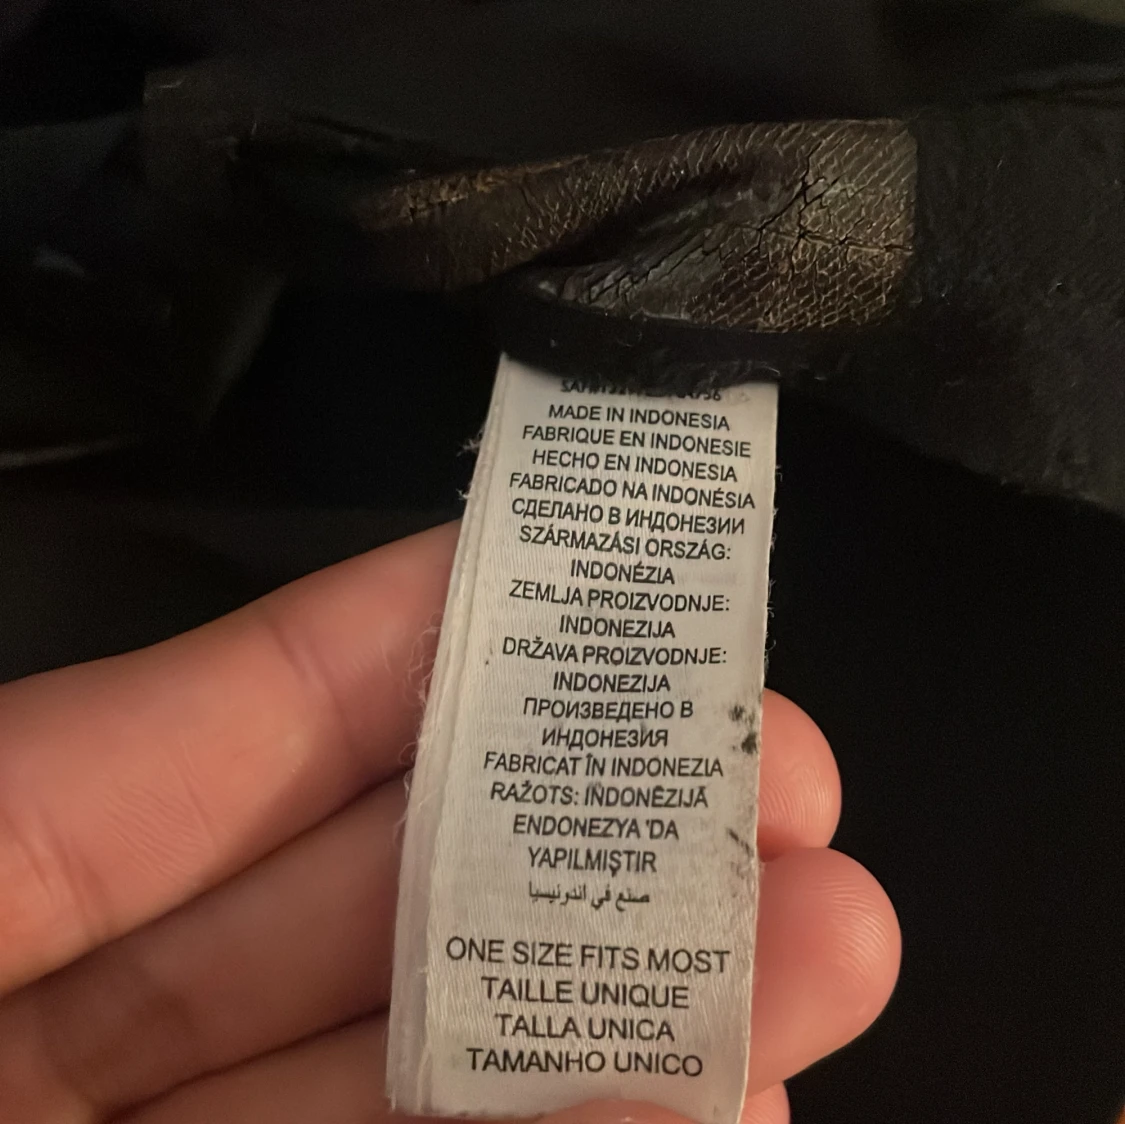 MADE IN INDONESIA
FABRIQUE EN INDONESIE
HECHO EN INDONESIA
FABRICADO NA INDONÉSIA
СДЕЛАНО В ИНДОНЕЗИИ
SZÁRMAZÁSI ORSZÁG:
INDONÉZIA
ZEMLJA PROIZVODNJE:
INDONEZIJA
DRŽAVA PROIZVODNJE:
INDONEZIJA
ПРОИЗВЕДЕНО В
ИНДОНЕЗИЯ
FABRICAT ÎN INDONEZIA
RAŽOTS: INDONĒZIJĀ
ENDONEZYA 'DA
YAPILMIŞTIR
صنع في اندونيسيا
ONE SIZE FITS MOST
TAILLE UNIQUE
TALLA UNICA
TAMANHO UNICO